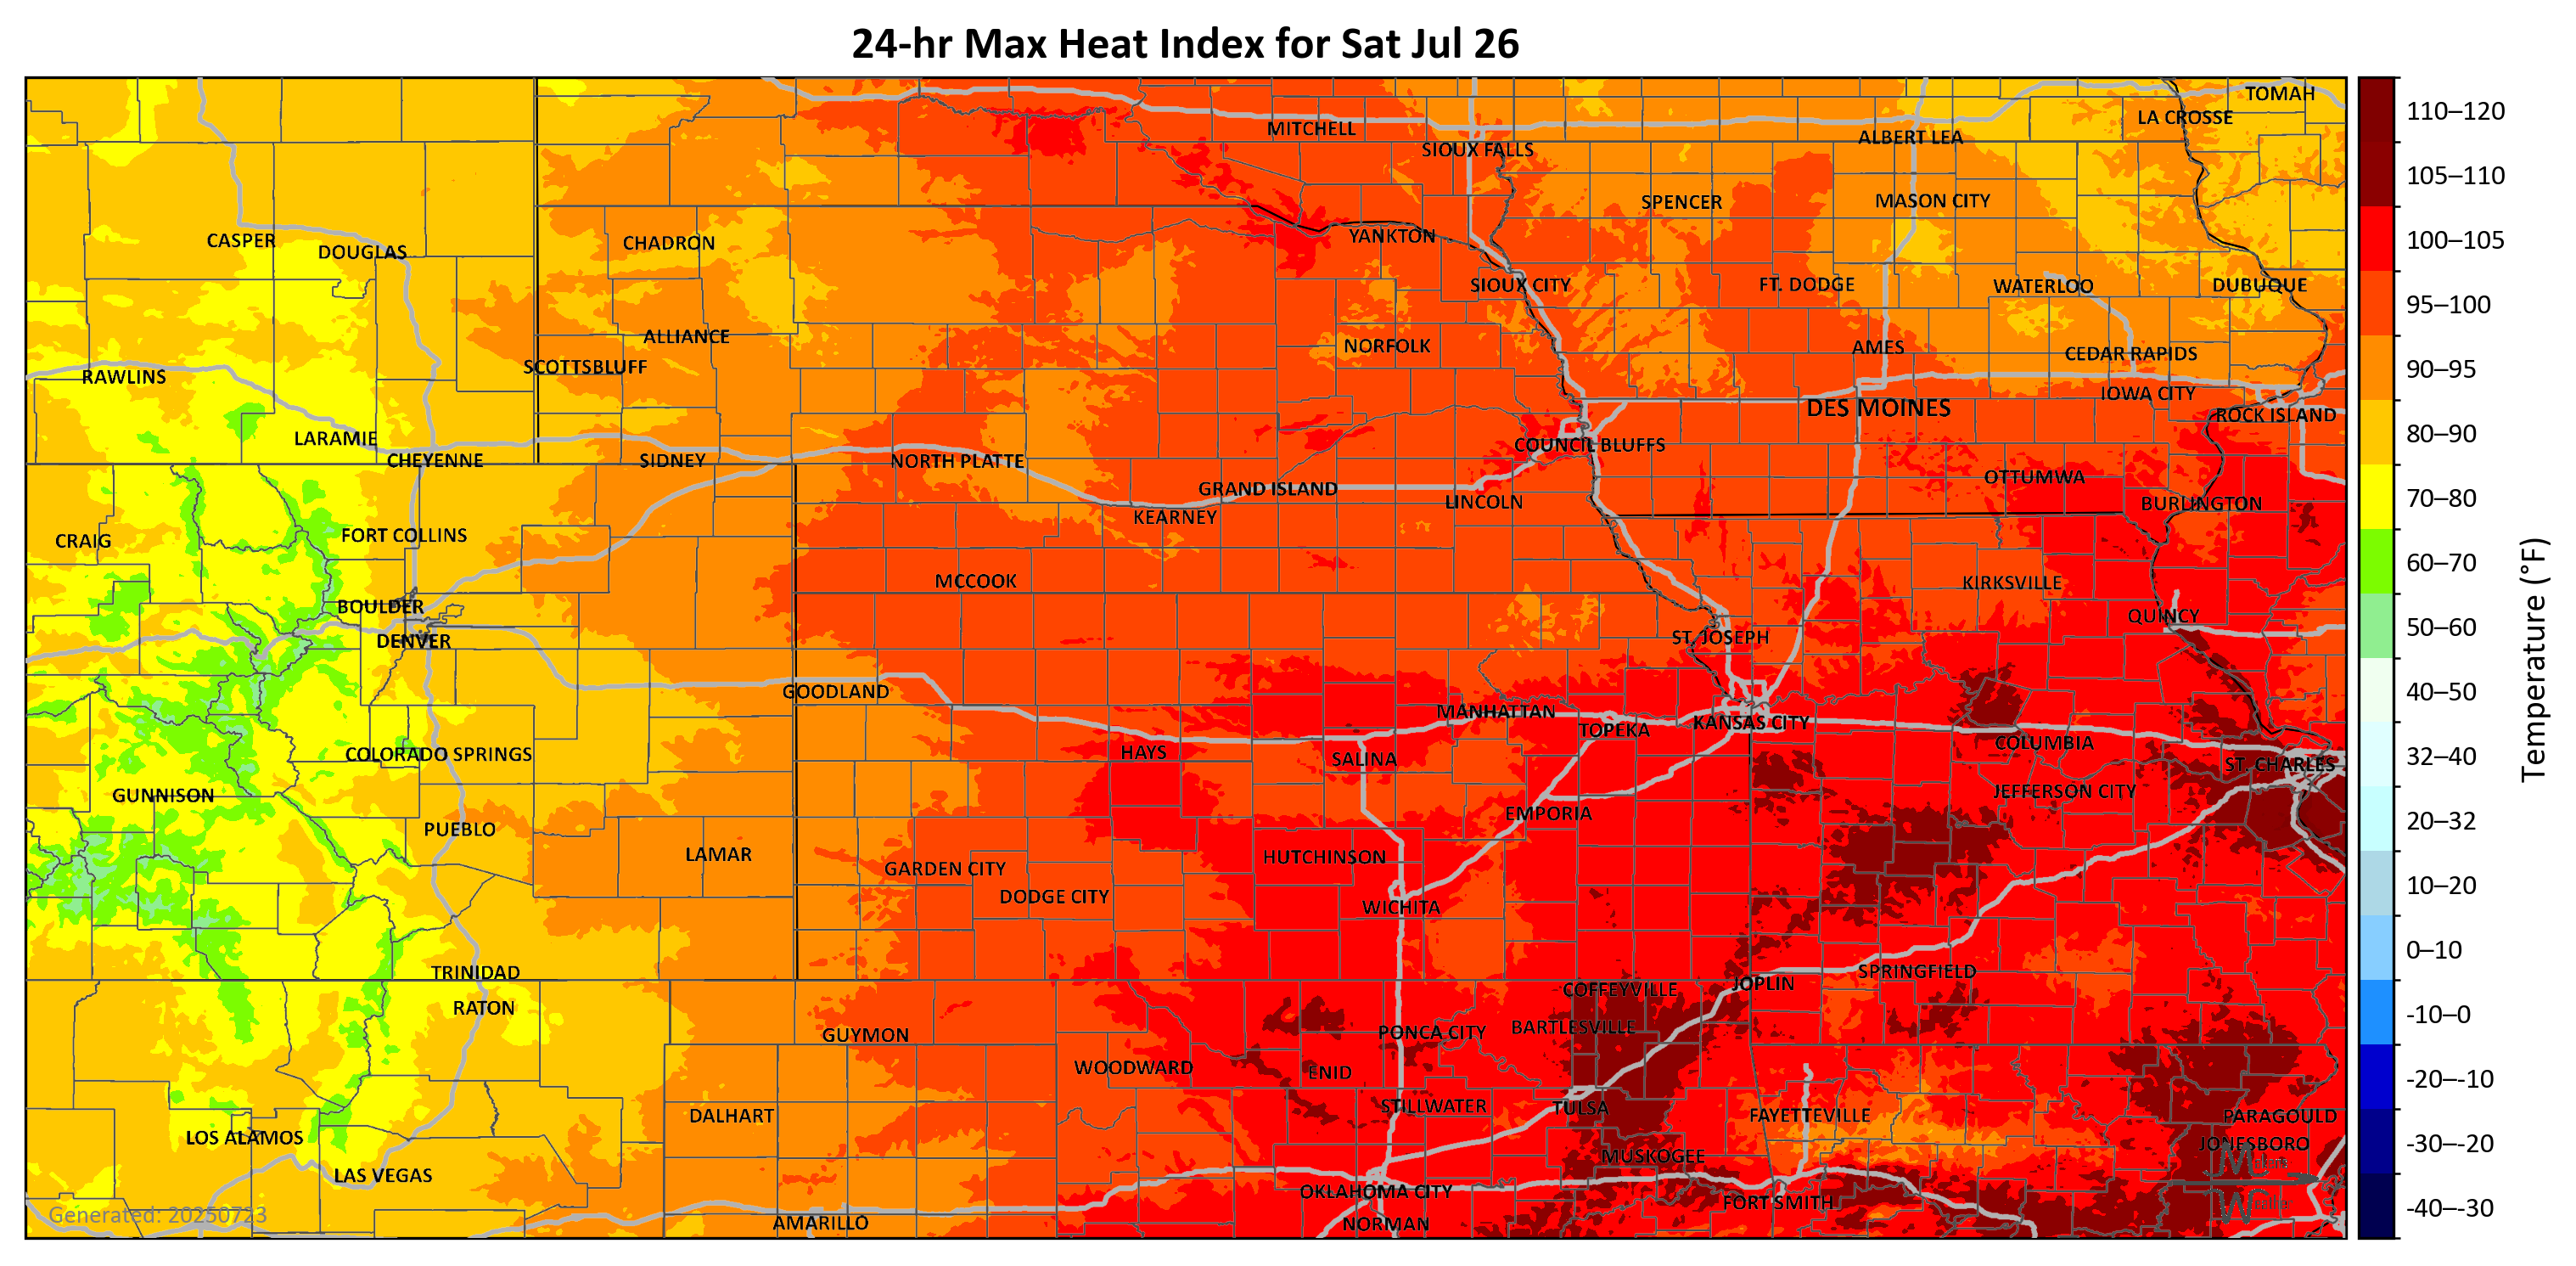 24-hr Max Heat Index for Sat Jul 26
TOMAH
LA CROSSE
MITCHELL
ALBERT LEA
SIOUX FALLS
SPENCER
MASON CITY
CASPER
DOUGLAS
CHADRON
YANKTON
SIOUX CITY
FT. DODGE
WATERLOO
DUBUQUE
ALLIANCE
NORFOLK
AMES
CEDAR RAPIDS
SCOTTSBLUFF
RAWLINS
IOWA CITY
DES MOINES
ROCK ISLAND
LARAMIE
COUNCIL BLUFFS
CHEYENNE
SIDNEY
NORTH PLATTE
OTTUMWA
GRAND ISLAND
LINCOLN
BURLINGTON
KEARNEY
CRAIG
FORT COLLINS
MCCOOK
KIRKSVILLE
BOULDER
QUINCY
DENVER
ST. JOSEPH
GOODLAND
MANHATTAN
TOPEKA
KANSAS CITY
COLUMBIA
COLORADO SPRINGS
HAYS
SALINA
ST. CHARLES
GUNNISON
JEFFERSON CITY
EMPORIA
PUEBLO
LAMAR
HUTCHINSON
GARDEN CITY
DODGE CITY
WICHITA
TRINIDAD
SPRINGFIELD
JOPLIN
COFFEYVILLE
RATON
GUYMON
PONCA CITY
BARTLESVILLE
WOODWARD
ENID
STILLWATER
TULSA
DALHART
FAYETTEVILLE
PARAGOULD
LOS ALAMOS
JONESBORO
MUSKOGEE
LAS VEGAS
OKLAHOMA CITY
FORT SMITH
AMARILLO
NORMAN
Generated: 20250723
110–120
105–110
100–105
95–100
90–95
80–90
70–80
60–70
50–60
40–50
32–40
20–32
10–20
0–10
-10–0
-20–-10
-30–-20
-40–-30
Temperature (°F)